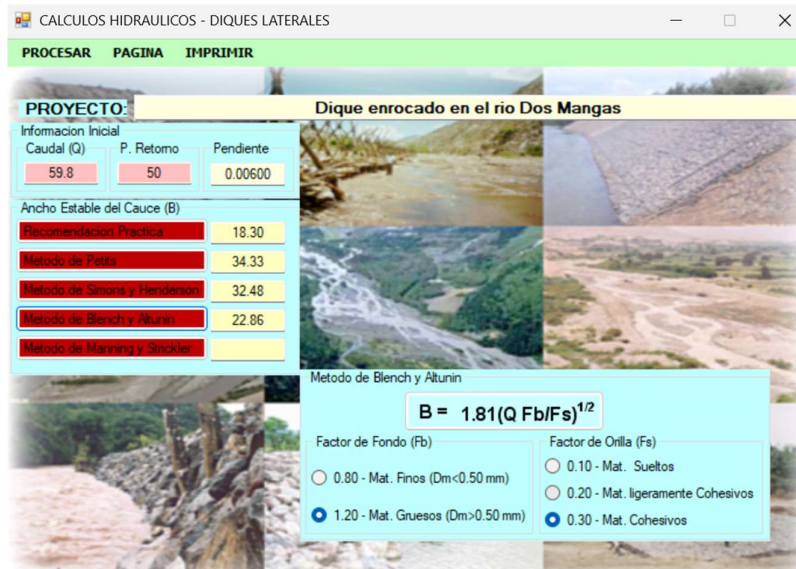 CALCULOS HIDRAULICOS - DIQUES LATERALES
PROCESAR PAGINA IMPRIMIR
PROYECTO: Dique enrocado en el rio Dos Mangas
Informacion Inicial
Caudal (Q) P. Retorno Pendiente
59.8 50 0.00600
Ancho Estable del Cauce (B)
Recomendacion Practica 18.30
Metodo de Petits 34.33
Metodo de Simons y Henderson 32.48
Metodo de Blench y Altunin 22.86
Metodo de Manning y Strickler
Metodo de Blench y Altunin
B = 1.81(Q Fb/Fs)^1/2
Factor de Fondo (Fb)
0.80 - Mat. Finos (Dm<0.50 mm)
1.20 - Mat. Gruesos (Dm>0.50 mm)
Factor de Orilla (Fs)
0.10 - Mat. Sueltos
0.20 - Mat. ligeramente Cohesivos
0.30 - Mat. Cohesivos